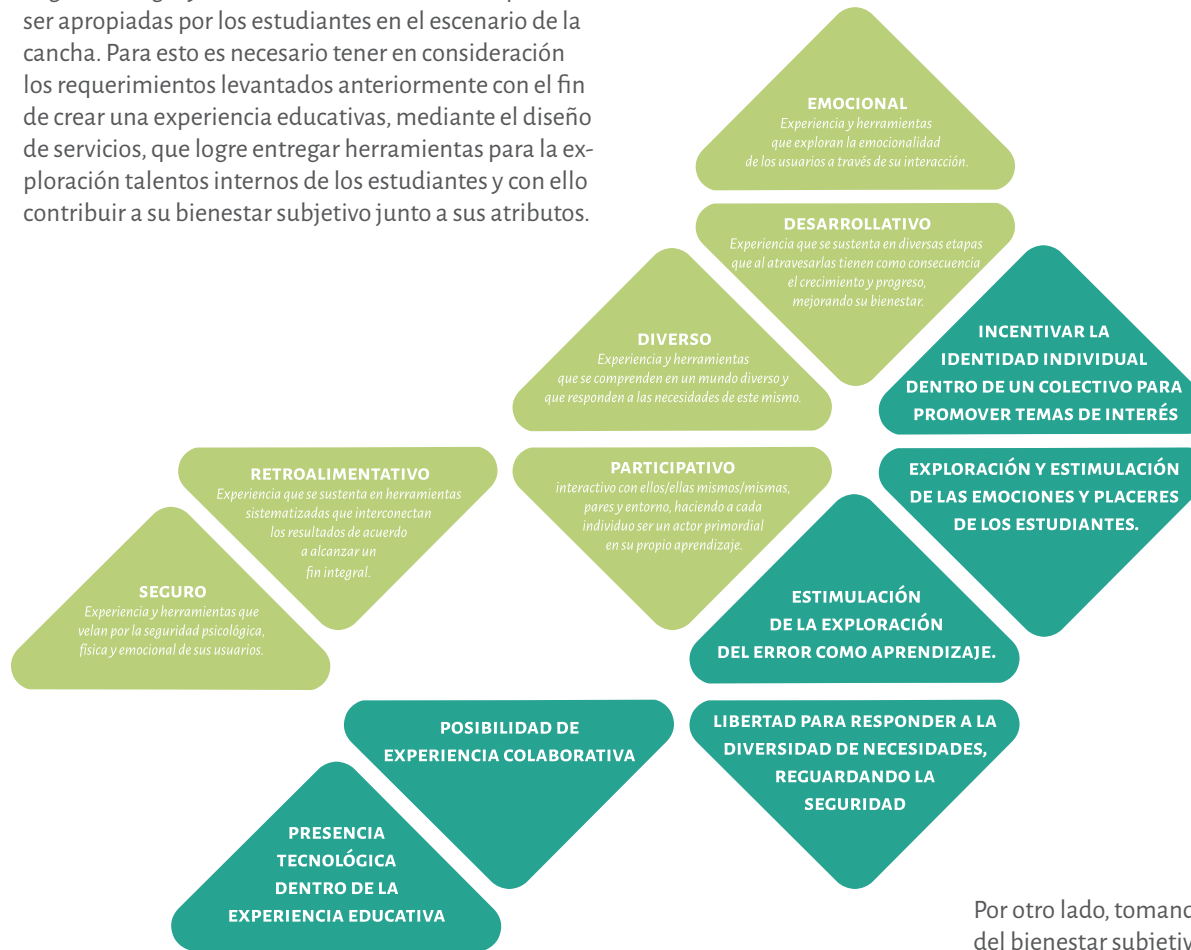 ser apropiadas por los estudiantes en el escenario de la
cancha. Para esto es necesario tener en consideración
los requerimientos levantados anteriormente con el fin
de crear una experiencia educativas, mediante el diseño
de servicios, que logre entregar herramientas para la ex-
ploración talentos internos de los estudiantes y con ello
contribuir a su bienestar subjetivo junto a sus atributos.
EMOCIONAL
Experiencia y herramientas
que exploran la emocionalidad
de los usuarios a través de su interacción.
DESARROLLATIVO
Experiencia que se sustenta en diversas etapas
que al atravesarlas tienen como consecuencia
el crecimiento y progreso,
mejorando su bienestar.
DIVERSO
Experiencia y herramientas
que se comprenden en un mundo diverso y
que responden a las necesidades de este mismo.
INCENTIVAR LA
IDENTIDAD INDIVIDUAL
DENTRO DE UN COLECTIVO PARA
PROMOVER TEMAS DE INTERÉS
RETROALIMENTATIVO
Experiencia que se sustenta en herramientas
sistematizadas que interconectan
los resultados de acuerdo
a alcanzar un
fin integral.
PARTICIPATIVO
interactivo con ellos/ellas mismos/mismas,
pares y entorno, haciendo a cada
individuo ser un actor primordial
en su propio aprendizaje.
EXPLORACIÓN Y ESTIMULACIÓN
DE LAS EMOCIONES Y PLACERES
DE LOS ESTUDIANTES.
SEGURO
Experiencia y herramientas que
velan por la seguridad psicológica,
física y emocional de sus usuarios.
ESTIMULACIÓN
DE LA EXPLORACIÓN
DEL ERROR COMO APRENDIZAJE.
POSIBILIDAD DE
EXPERIENCIA COLABORATIVA
LIBERTAD PARA RESPONDER A LA
DIVERSIDAD DE NECESIDADES,
REGUARDANDO LA
SEGURIDAD
PRESENCIA
TECNOLÓGICA
DENTRO DE LA
EXPERIENCIA EDUCATIVA
Por otro lado, tomand
del bienestar subjetiv